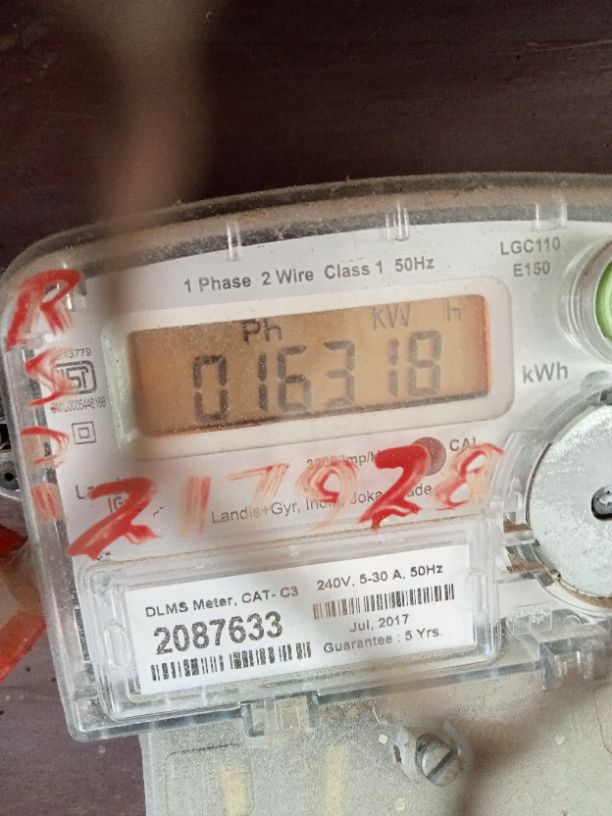 LGC110
E150
1 Phase 2 Wire Class 1 50Hz
Ph kW h
016318
kWh
CAL
217928
Landis+Gyr,
DLMS Meter, CAT- C3 240V, 5-30 A, 50Hz
2087633
Jul, 2017
Guarantee : 5 Yrs.